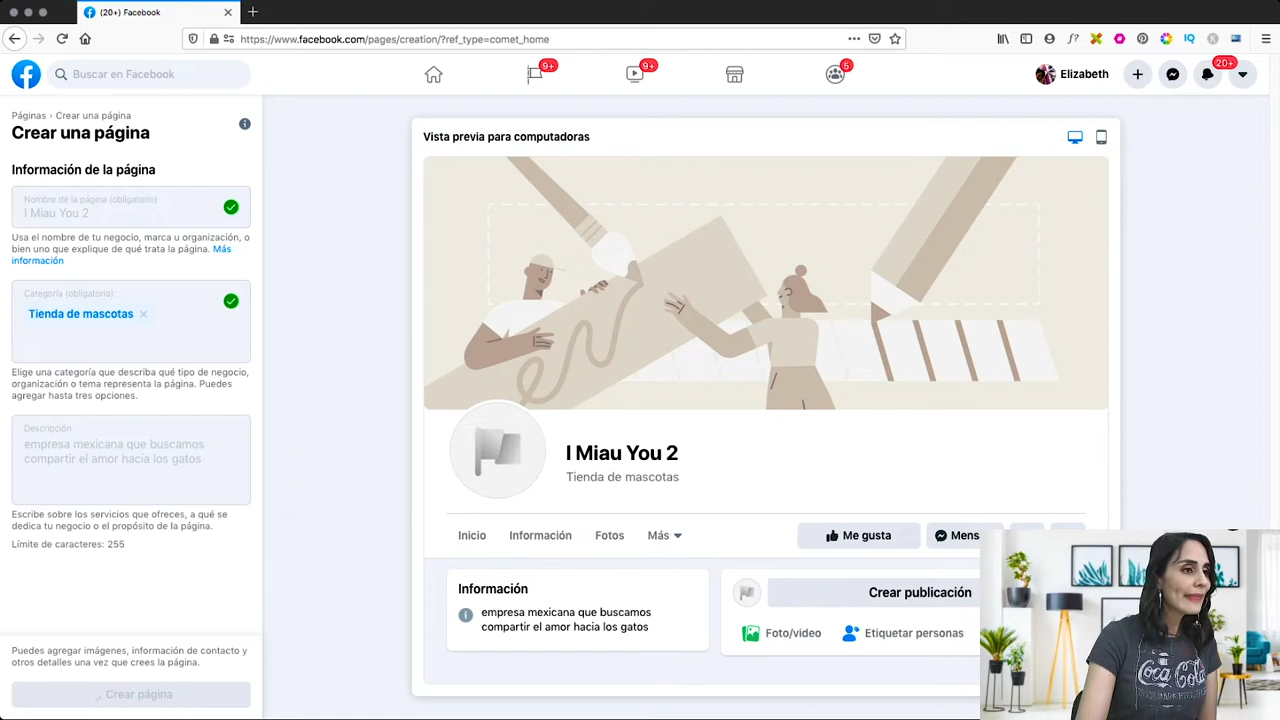 (20+) Facebook
https://www.facebook.com/pages/creation/?ref_type=comet_home
Buscar en Facebook
9+
9+
5
Elizabeth
20+
Páginas › Crear una página
Crear una página
Información de la página
Nombre de la página (obligatorio)
I Miau You 2
Usa el nombre de tu negocio, marca u organización, o
bien uno que explique de qué trata la página. Más
información
Categoría (obligatorio)
Tienda de mascotas
Elige una categoría que describa qué tipo de negocio,
organización o tema representa la página. Puedes
agregar hasta tres opciones.
Descripción
empresa mexicana que buscamos
compartir el amor hacia los gatos
Escribe sobre los servicios que ofreces, a qué se
dedica tu negocio o el propósito de la página.
Límite de caracteres: 255
Puedes agregar imágenes, información de contacto y
otros detalles una vez que crees la página.
Crear página
Vista previa para computadoras
I Miau You 2
Tienda de mascotas
Inicio
Información
Fotos
Más
Me gusta
Mens
Información
empresa mexicana que buscamos
compartir el amor hacia los gatos
Crear publicación
Foto/video
Etiquetar personas
Coca Cola